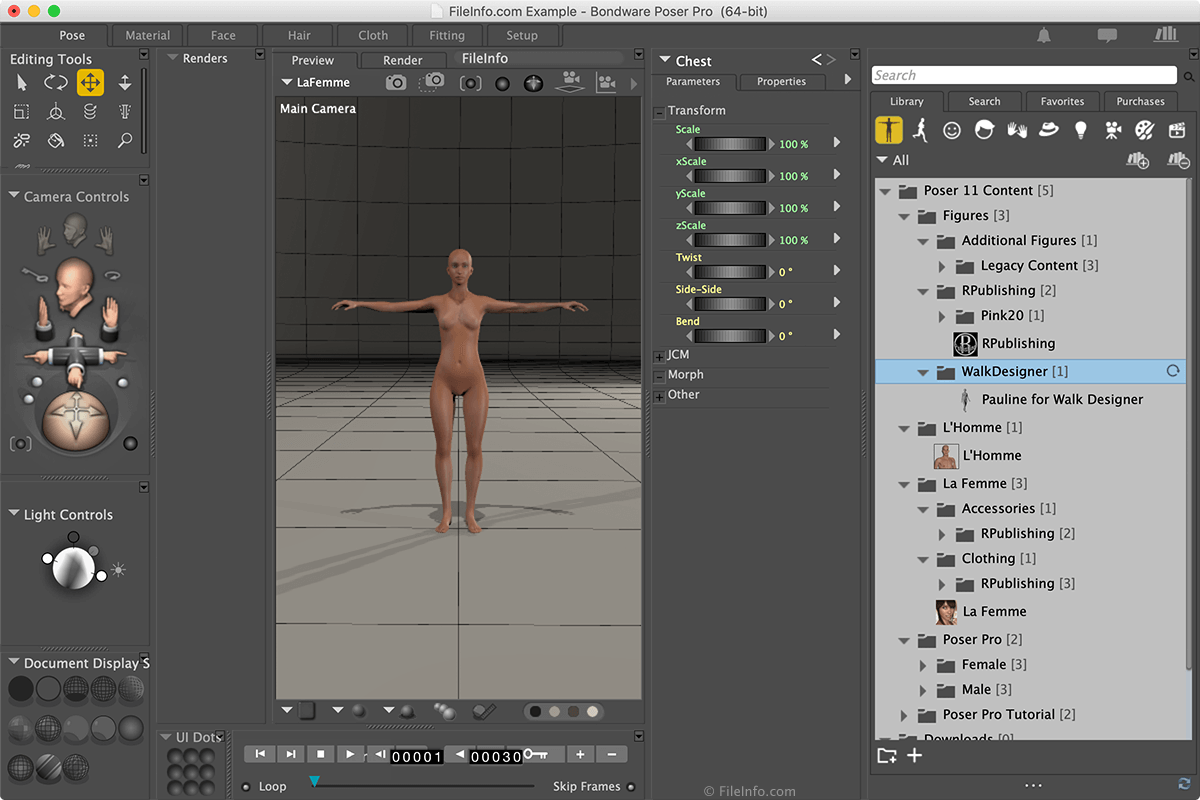 FileInfo.com Example - Bondware Poser Pro (64-bit)
Pose
Material
Face
Hair
Cloth
Fitting
Setup
Editing Tools
Camera Controls
Light Controls
Document Display S
Renders
Preview
Render
FileInfo
LaFemme
Main Camera
UI Dots
00001
00030
Loop
Skip Frames
Chest
< >
Parameters
Properties
Transform
Scale
100 %
xScale
100 %
yScale
100 %
zScale
100 %
Twist
0 °
Side-Side
0 °
Bend
0 °
JCM
Morph
Other
© FileInfo.com
Search
Library
Search
Favorites
Purchases
All
Poser 11 Content [5]
Figures [3]
Additional Figures [1]
Legacy Content [3]
RPublishing [2]
Pink20 [1]
RPublishing
WalkDesigner [1]
Pauline for Walk Designer
L'Homme [1]
L'Homme
La Femme [3]
Accessories [1]
RPublishing [2]
Clothing [1]
RPublishing [3]
La Femme
Poser Pro [2]
Female [3]
Male [3]
Poser Pro Tutorial [2]
Downloads [0]